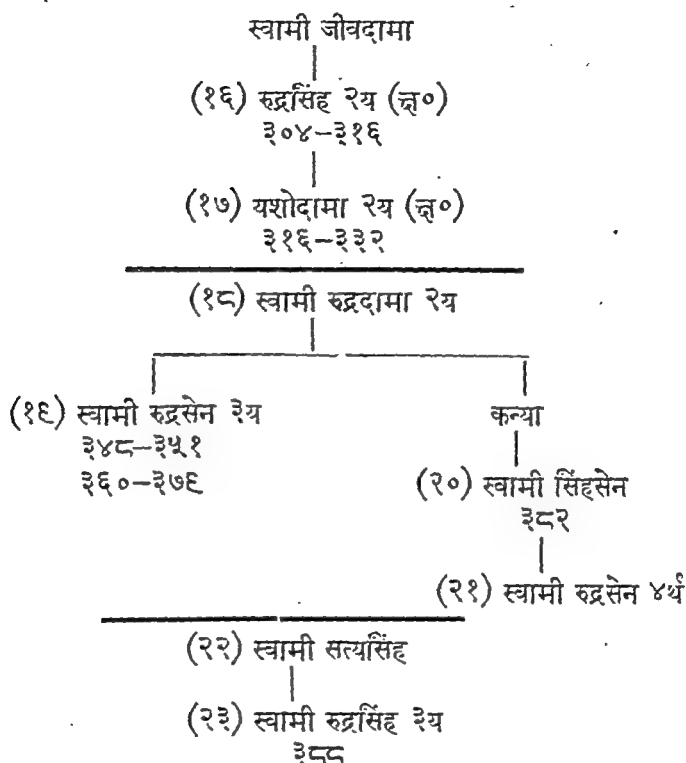 स्वामी जीवदामा
(१६) रुद्रसिंह २य (क्ष०)
३०४–३१६
(१७) यशोदामा २य (क्ष०)
३१६–३३२
(१८) स्वामी रुद्रदामा २य
(१९) स्वामी रुद्रसेन ३य
३४८–३५१
३६०–३७९
कन्या
(२०) स्वामी सिंहसेन
३८२
(२१) स्वामी रुद्रसेन ४र्थ
(२२) स्वामी सत्यसिंह
(२३) स्वामी रुद्रसिंह ३य
३८८